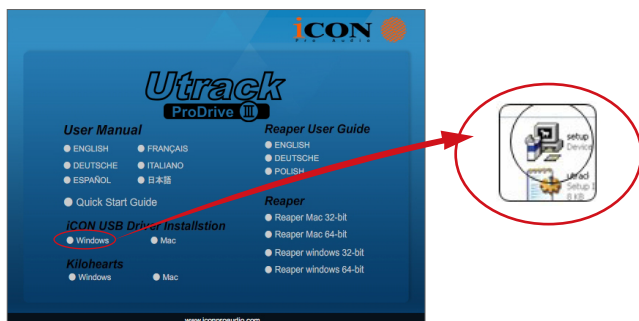 iCON
Pro Audio
Utrack
ProDrive III
User Manual
ENGLISH
FRANÇAIS
DEUTSCHE
ITALIANO
ESPAÑOL
日本語
Quick Start
Guide
iCON USB Driver Installstion
Windows
Mac
Kilohearts
Windows
Mac
Reaper User Guide
ENGLISH
DEUTSCHE
POLISH
Reaper
Reaper Mac 32-bit
Reaper Mac 64-bit
Reaper windows 32-bit
Reaper windows 64-bit
www.iconproaudio.com
setup
Device
utracl
Setup I
8 KB